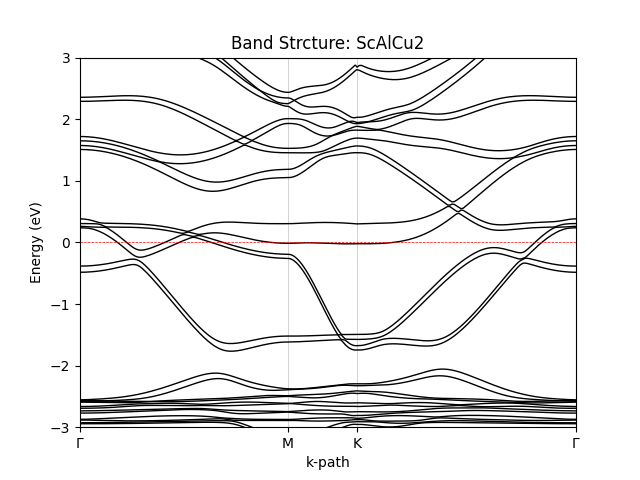 Band Strcture: ScAlCu2
Energy (eV)
3
2
1
0
−1
−2
−3
Γ M K Γ
k-path